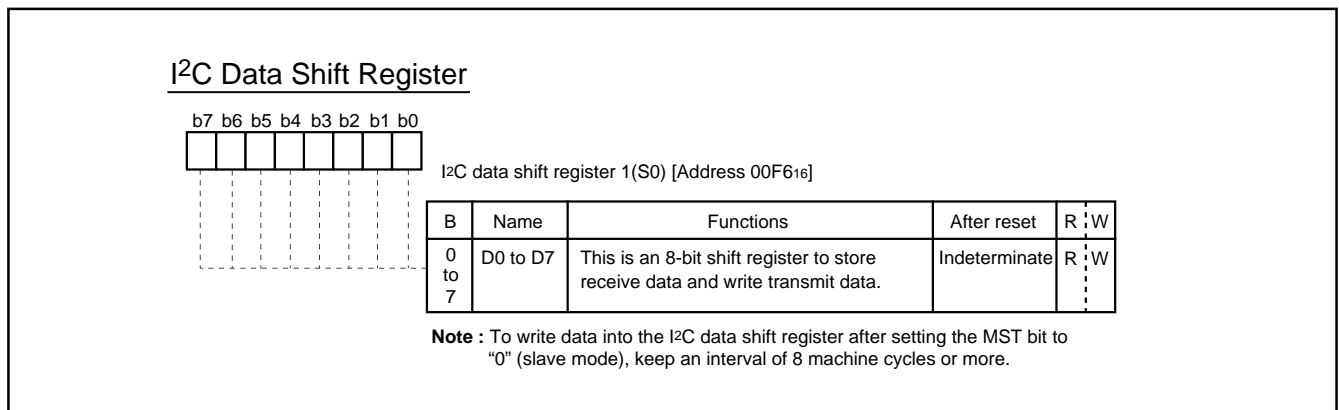 I2C Data Shift Register
b7 b6 b5 b4 b3 b2 b1 b0
I2C data shift register 1(S0) [Address 00F616]
B Name Functions After reset R W
0 to 7 D0 to D7 This is an 8-bit shift register to store Indeterminate R W
receive data and write transmit data.
Note : To write data into the I2C data shift register after setting the MST bit to
“0” (slave mode), keep an interval of 8 machine cycles or more.